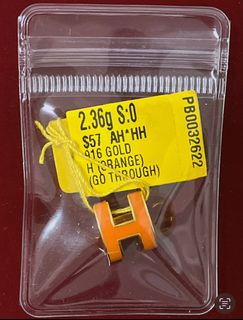 2.36g S:0
S57 AH*HH
916 GOLD
H (ORANGE)
(GO THROUGH)
PB0032622
H